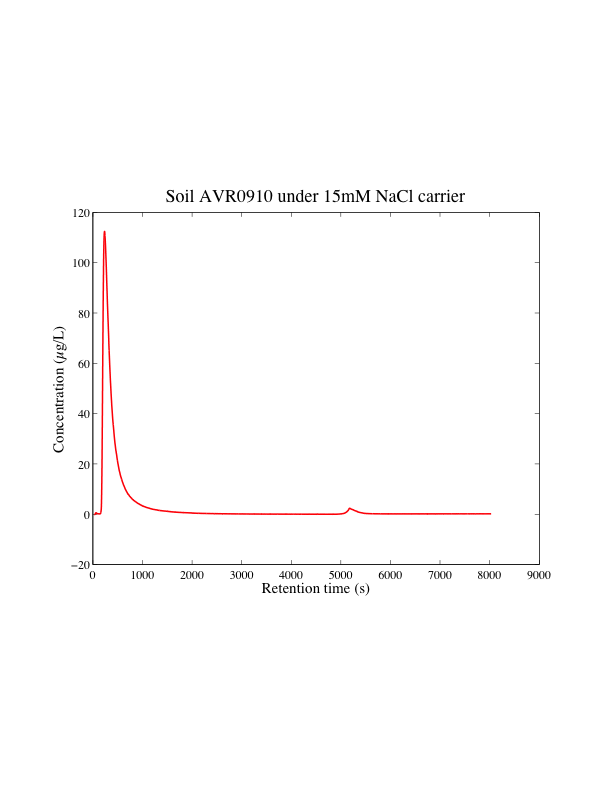 Soil AVR0910 under 15mM NaCl carrier
120
100
80
60
40
20
0
−20
Concentration (µg/L)
0 1000 2000 3000 4000 5000 6000 7000 8000 9000
Retention time (s)